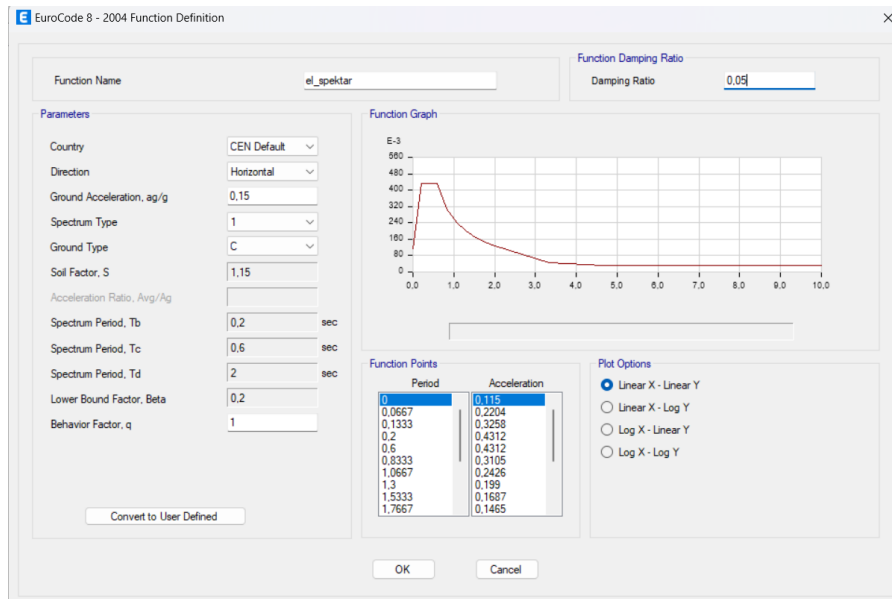 E EuroCode 8 - 2004 Function Definition
Function Name
el_spektar
Function Damping Ratio
Damping Ratio
0,05
Parameters
Country
CEN Default
Direction
Horizontal
Ground Acceleration, ag/g
0,15
Spectrum Type
1
Ground Type
C
Soil Factor, S
1,15
Acceleration Ratio, Avg/Ag
Spectrum Period, Tb
0,2
sec
Spectrum Period, Tc
0,6
sec
Spectrum Period, Td
2
sec
Lower Bound Factor, Beta
0,2
Behavior Factor, q
1
Convert to User Defined
Function Graph
E-3
560
480
400
320
240
160
80
0
0,0 1,0 2,0 3,0 4,0 5,0 6,0 7,0 8,0 9,0 10,0
Function Points
Period Acceleration
0 0,115
0,0667 0,2204
0,1333 0,3258
0,2 0,4312
0,6 0,4312
0,8333 0,3105
1,0667 0,2426
1,3 0,199
1,5333 0,1687
1,7667 0,1465
Plot Options
Linear X - Linear Y
Linear X - Log Y
Log X - Linear Y
Log X - Log Y
OK
Cancel